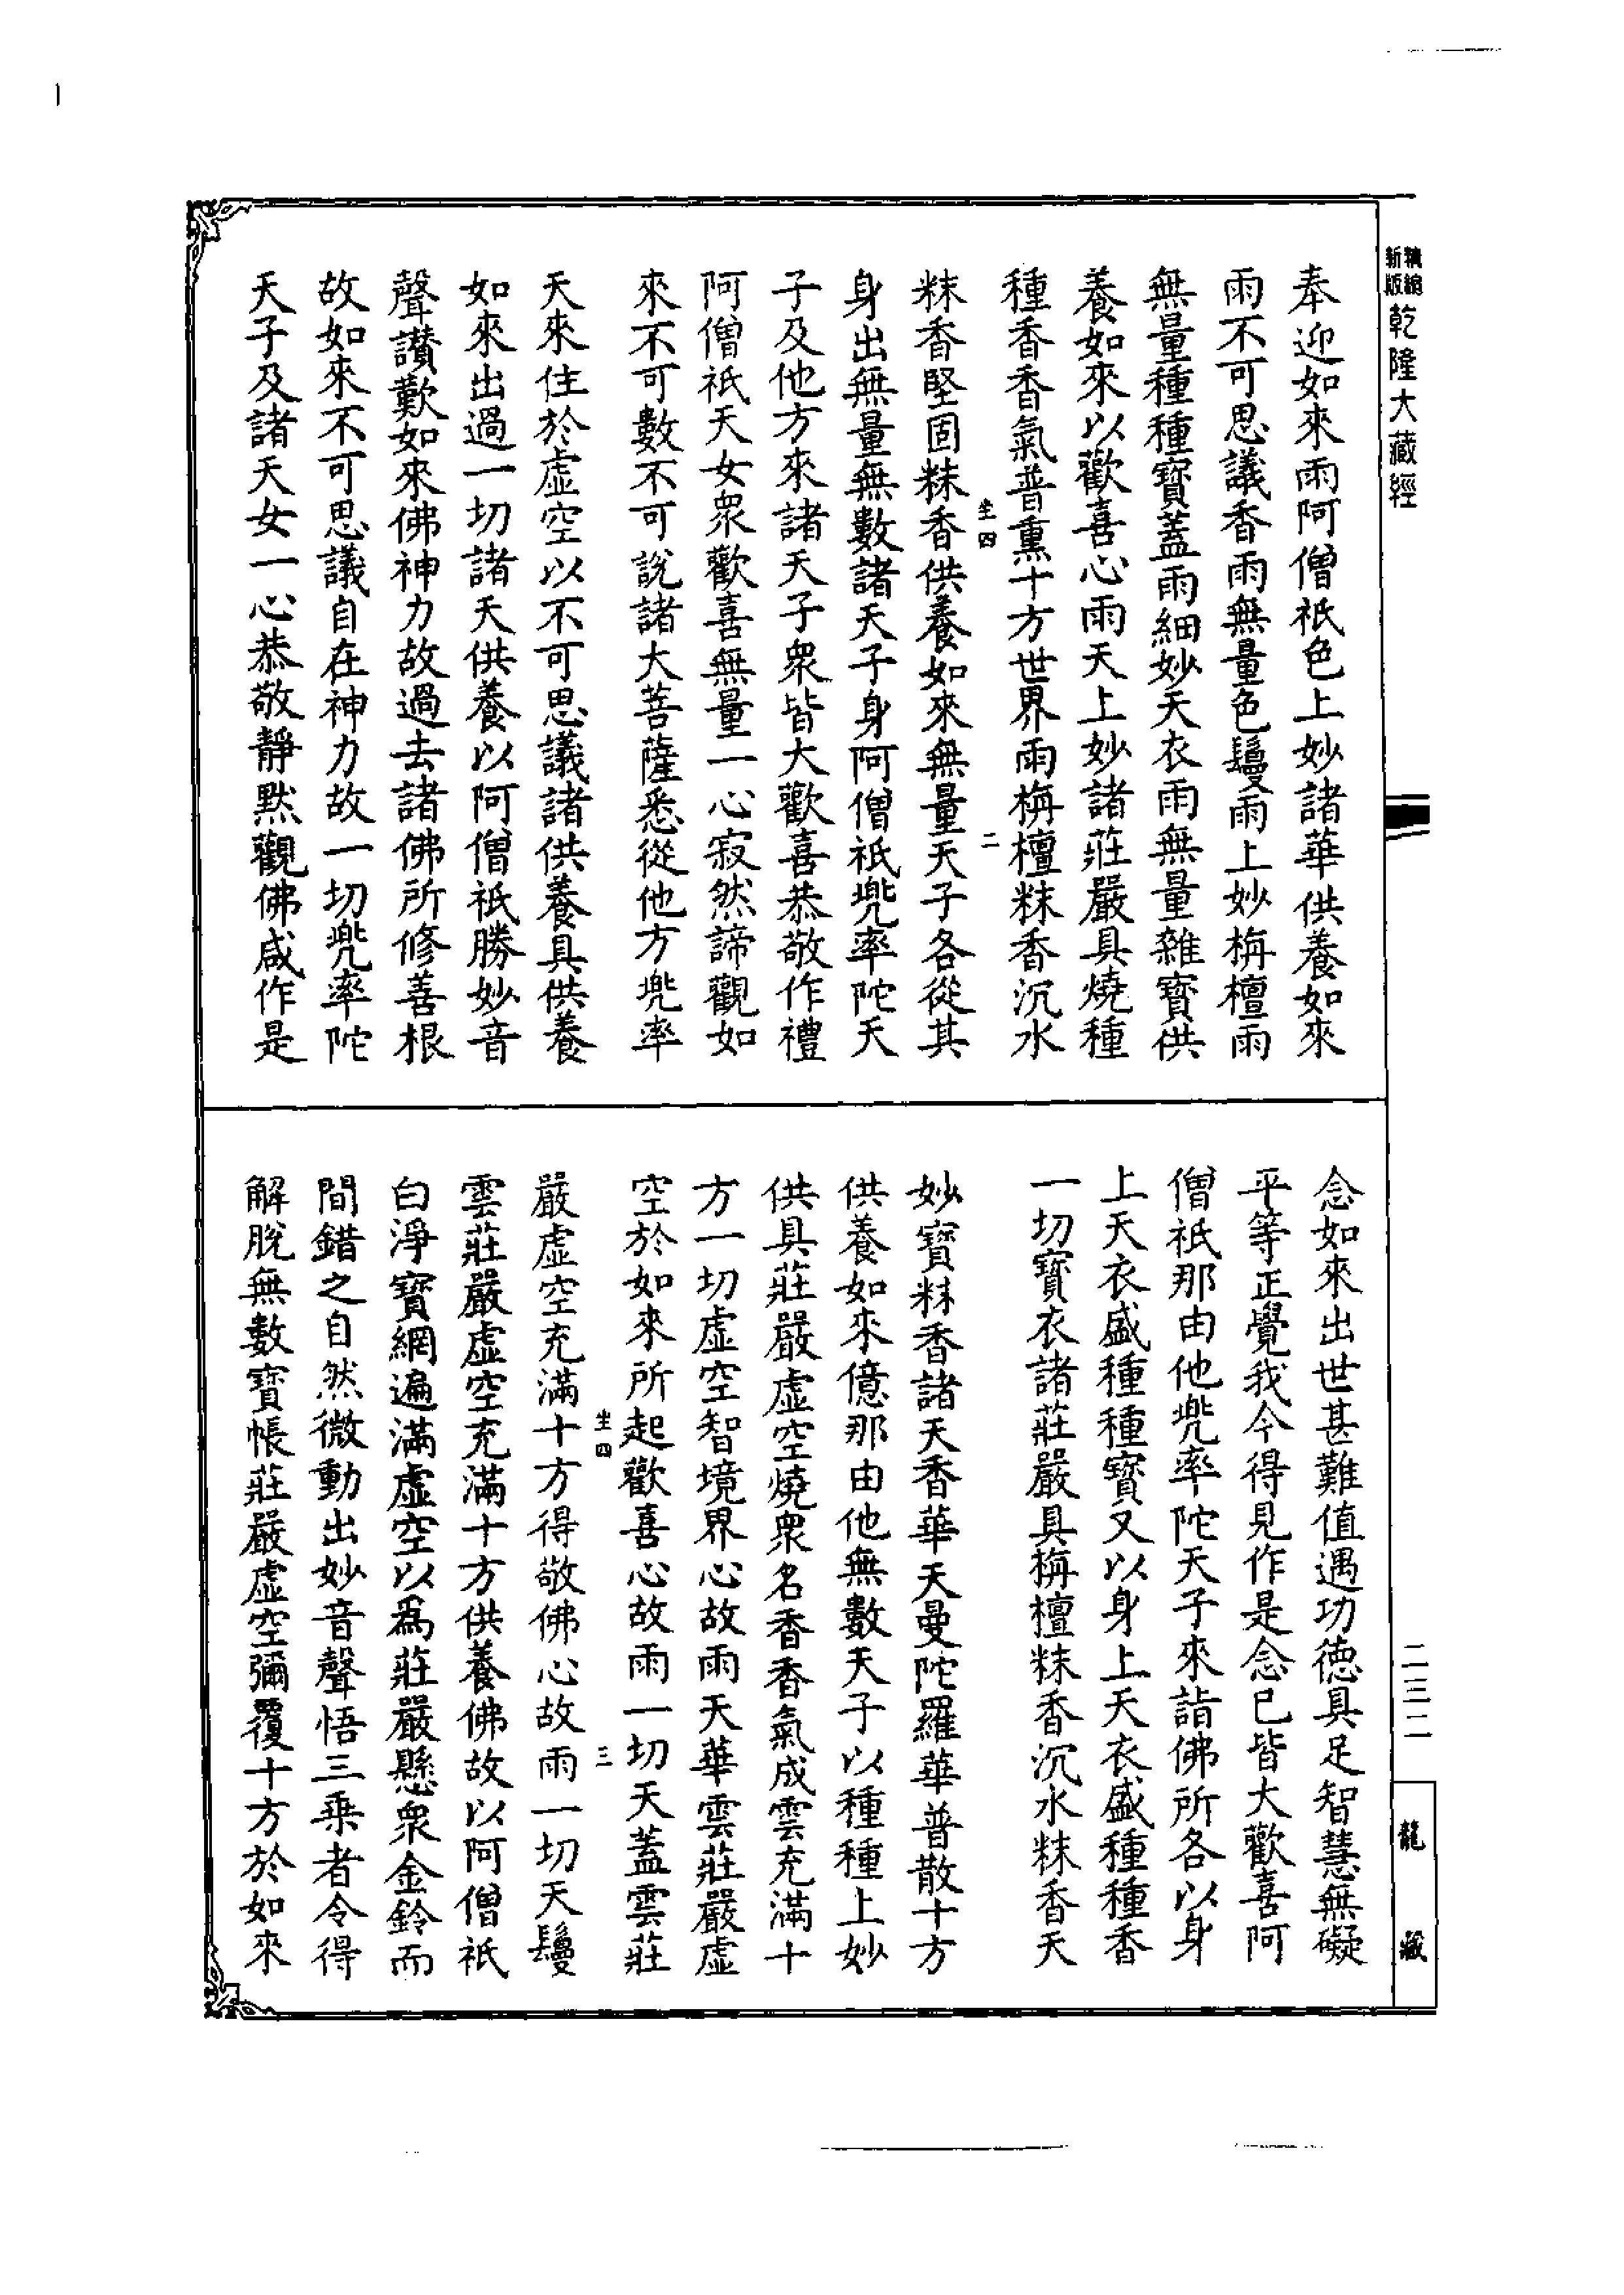 新版
精縮
乾隆大藏經
奉迎如來雨阿僧祇色上妙諸華供養如來
雨不可思議香雨無量色鬘雨上妙栴檀雨
無量種種寶蓋雨細妙天衣雨無量雜寶供
養如來以歡喜心雨天上妙諸莊嚴具燒種
種香香氣普熏十方世界雨栴檀粖香沉水
坐四
二
粖香堅固粖香供養如來無量天子各從其
身出無量無數諸天子身阿僧祇兜率陀天
子及他方來諸天子眾皆大歡喜恭敬作禮
阿僧祇天女眾歡喜無量一心寂然諦觀如
來不可數不可說諸大菩薩悉從他方兜率
天來住於虛空以不可思議諸供養具供養
如來出過一切諸天供養以阿僧祇勝妙音
聲讚歎如來佛神力故過去諸佛所修善根
故如來不可思議自在神力故一切兜率陀
天子及諸天女一心恭敬靜默觀佛咸作是
念如來出世甚難值遇功德具足智慧無礙
平等正覺我今得見作是念已皆大歡喜阿
僧祇那由他兜率陀天子來詣佛所各以身
上天衣盛種種寶又以身上天衣盛種種香
一切寶衣諸莊嚴具栴檀粖香沉水粖香天
妙寶粖香諸天香華天曼陀羅華普散十方
供養如來億那由他無數天子以種種上妙
供具莊嚴虛空燒眾名香香氣成雲充滿十
方一切虛空智境界心故雨天華雲莊嚴虛
空於如來所起歡喜心故雨一切天蓋雲莊
坐四
三
嚴虛空充滿十方得敬佛心故雨一切天鬘
雲莊嚴虛空充滿十方供養佛故以阿僧祇
白淨寶網遍滿虛空以為莊嚴懸眾金鈴而
間錯之自然微動出妙音聲悟三乘者令得
解脫無數寶帳莊嚴虛空彌覆十方於如來
二三二
龍藏